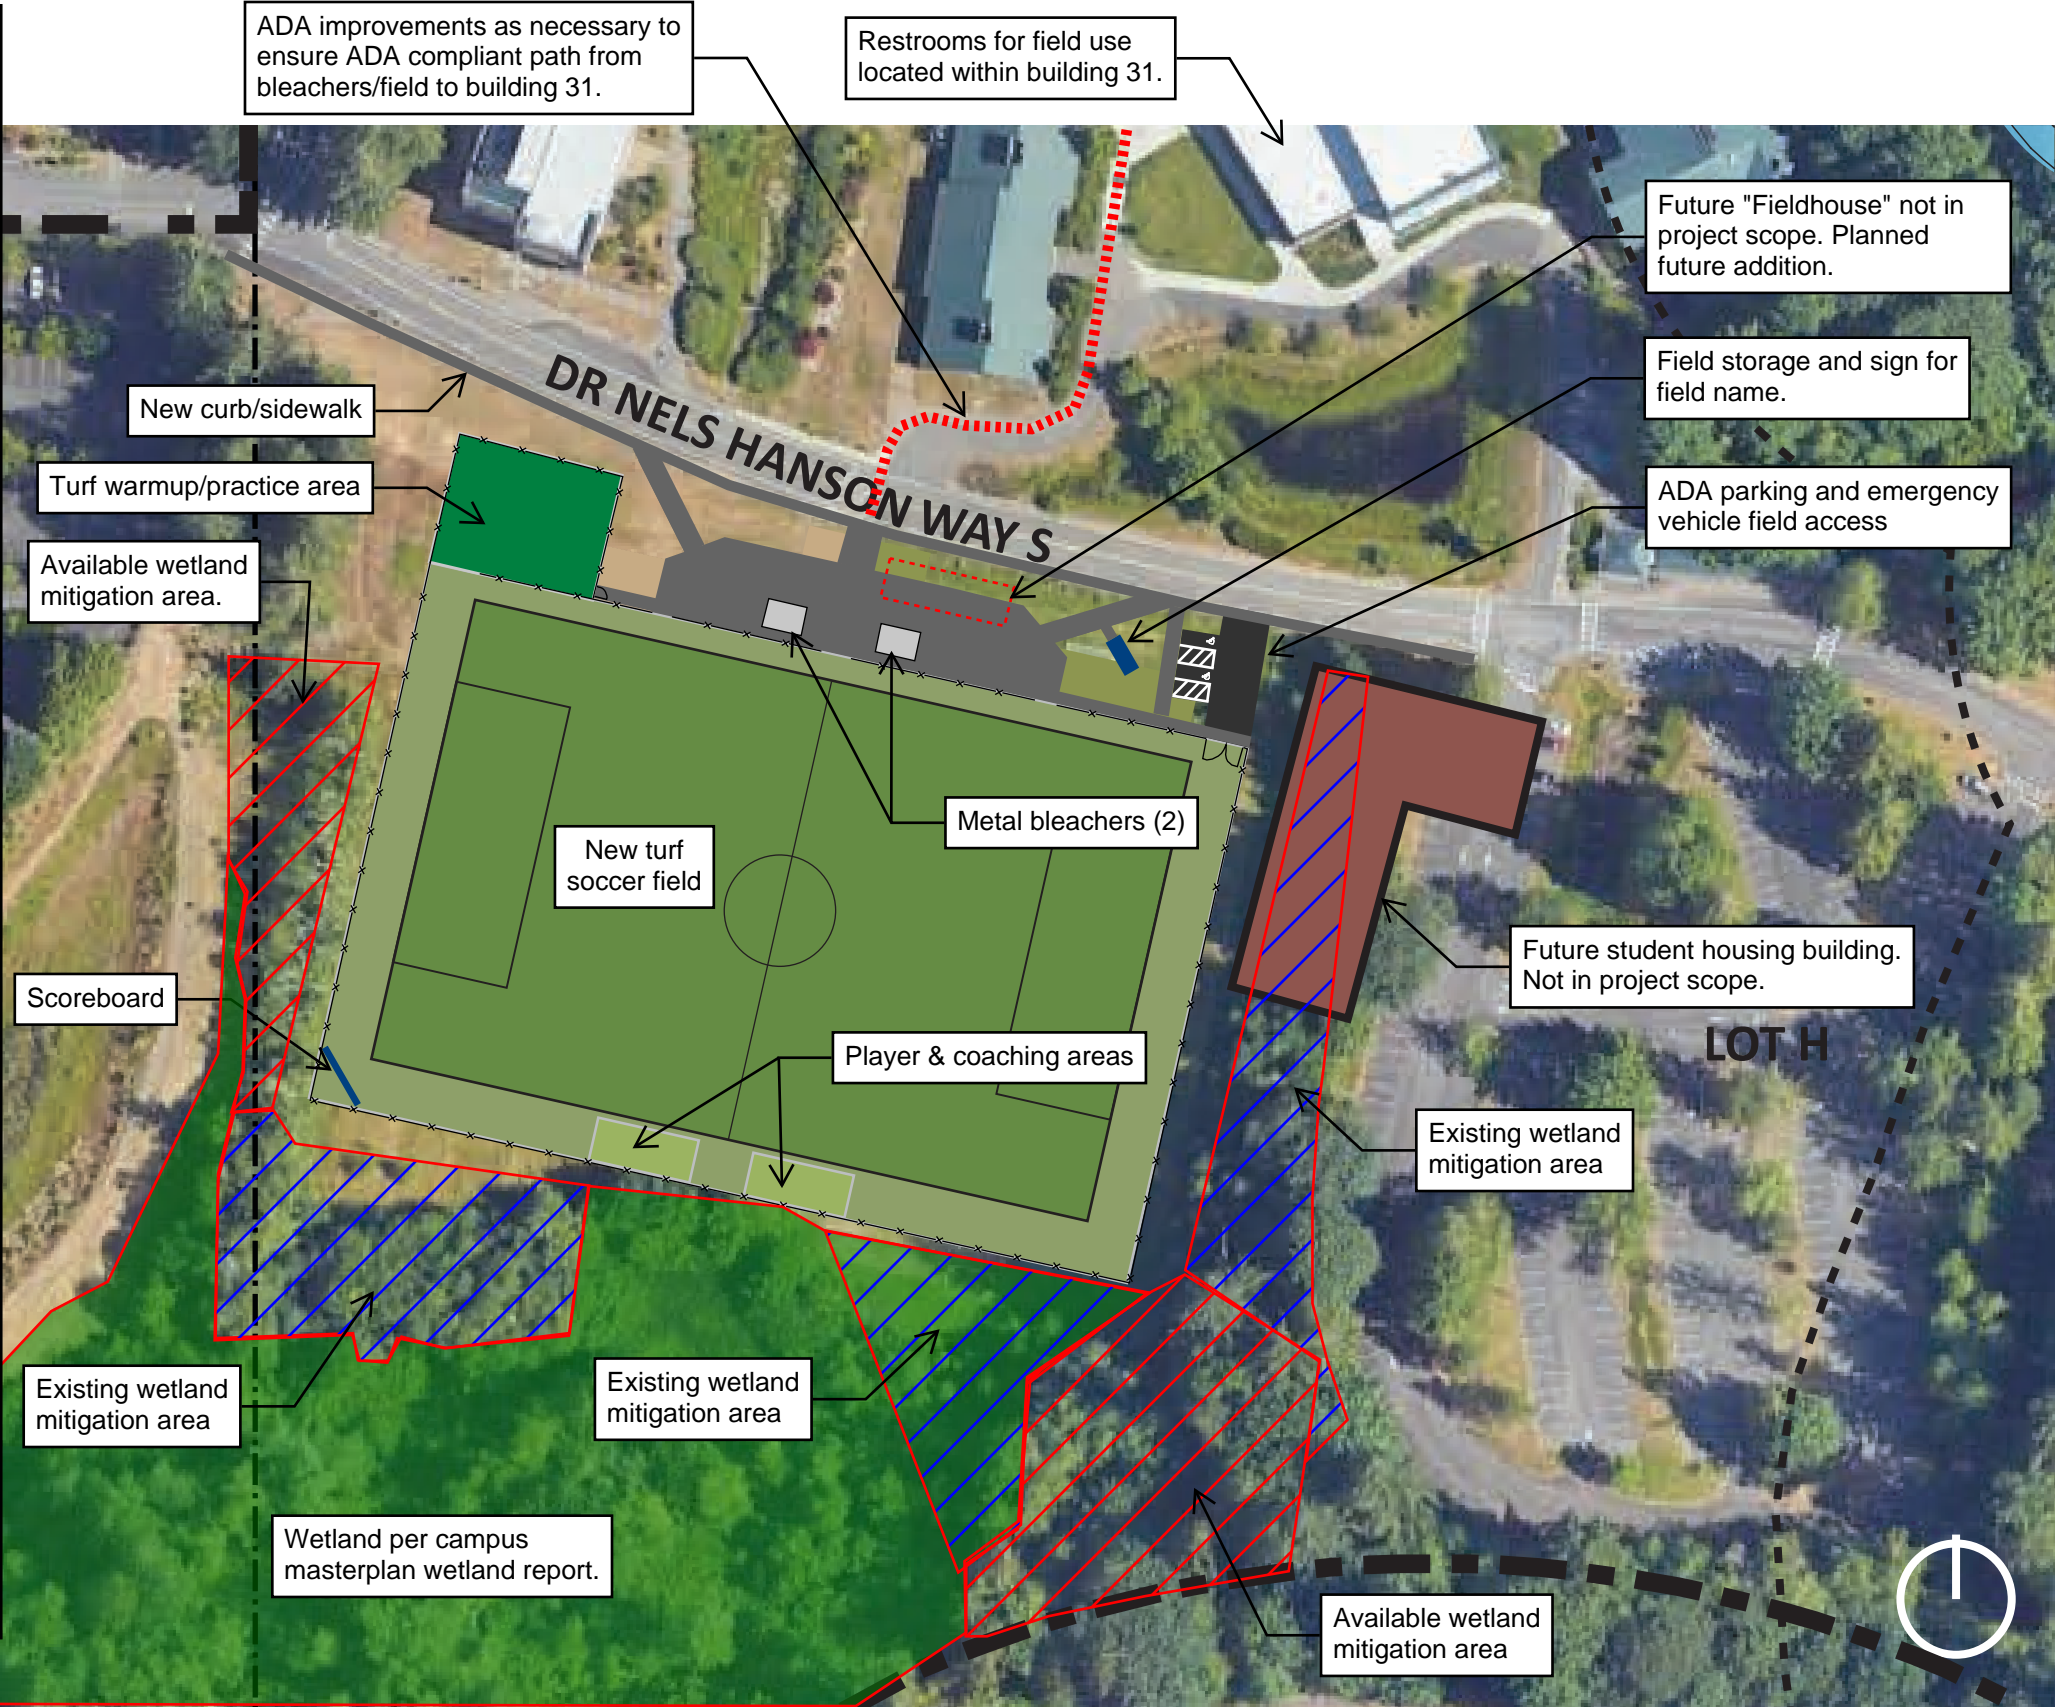 ADA improvements as necessary to
ensure ADA compliant path from
bleachers/field to building 31.
Restrooms for field use
located within building 31.
Future "Fieldhouse" not in
project scope. Planned
future addition.
Field storage and sign for
field name.
New curb/sidewalk
DR NELS HANSON WAY S
Turf warmup/practice area
ADA parking and emergency
vehicle field access
Available wetland
mitigation area.
Metal bleachers (2)
New turf
soccer field
Future student housing building.
Not in project scope.
Scoreboard
LOT H
Player & coaching areas
Existing wetland
mitigation area
Existing wetland
mitigation area
Existing wetland
mitigation area
Wetland per campus
masterplan wetland report.
Available wetland
mitigation area